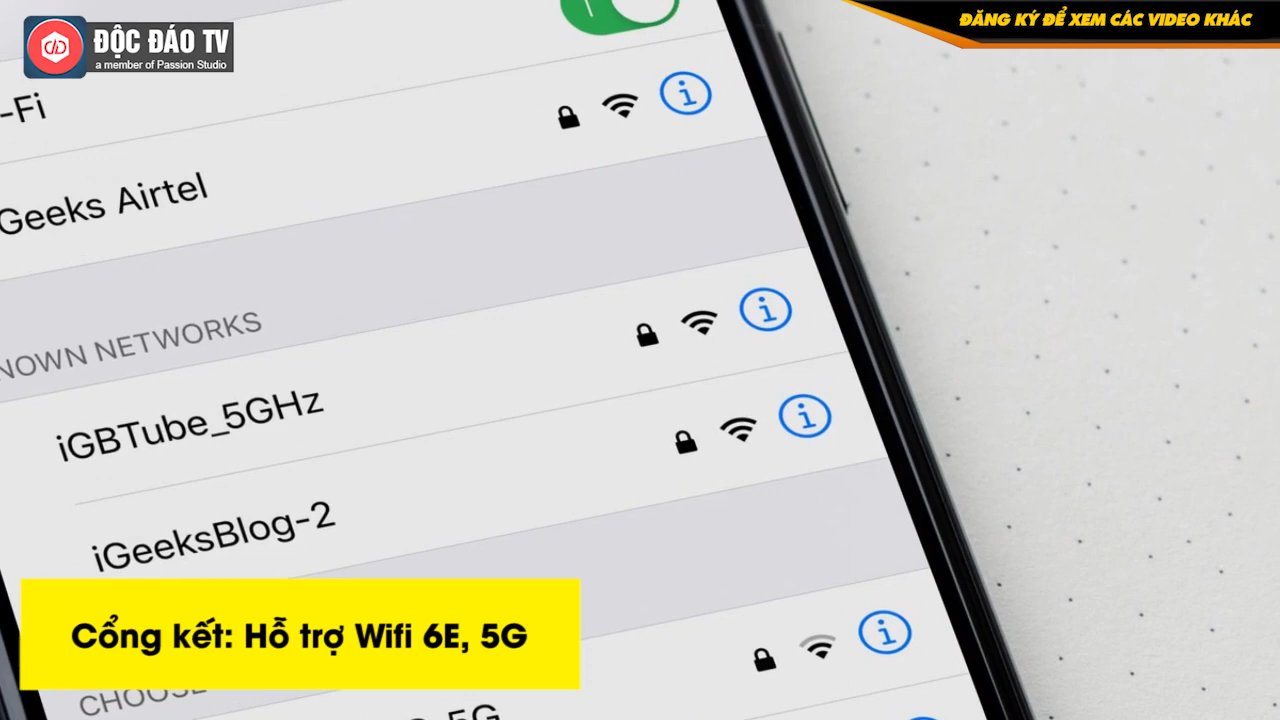 ĐỘC ĐÁO TV
a member of Passion Studio
ĐĂNG KÝ ĐỂ XEM CÁC VIDEO KHÁC
-Fi
Geeks Airtel
NOWN NETWORKS
iGBTube_5GHz
iGeeksBlog-2
Cổng kết: Hỗ trợ Wifi 6E, 5G
CHOOSE
5G